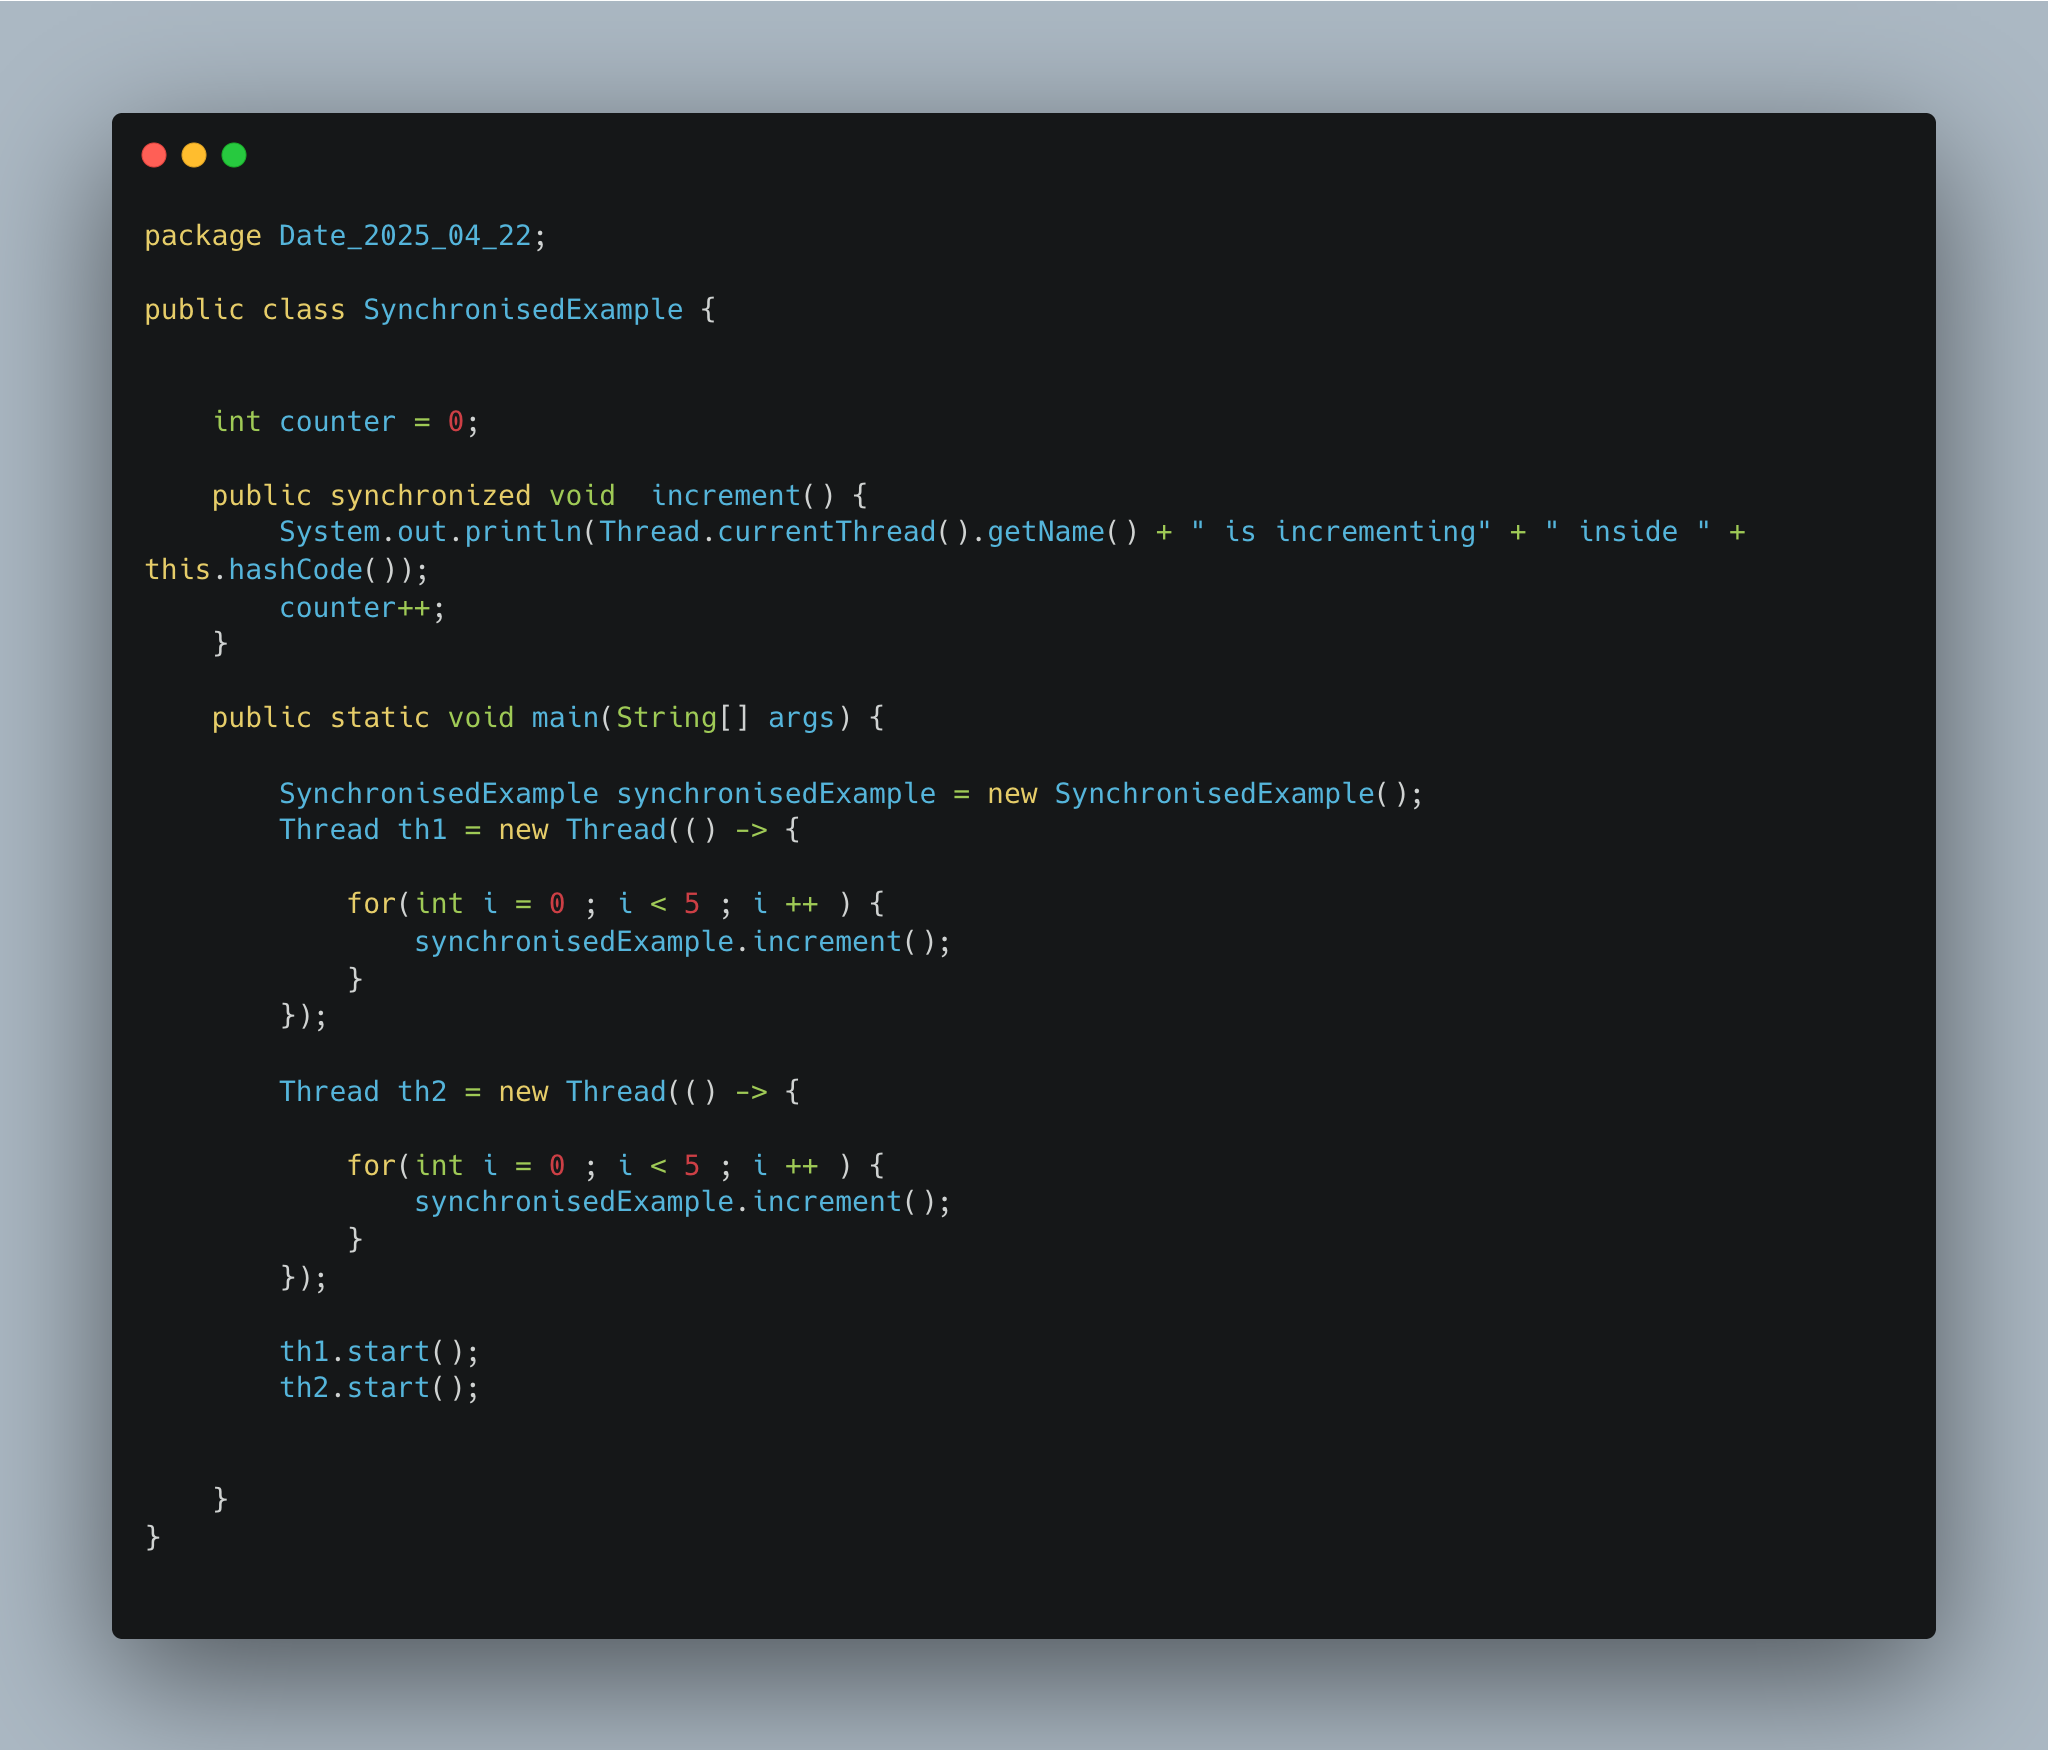 package Date_2025_04_22;
public class SynchronisedExample {
int counter = 0;
public synchronized void  increment() {
System.out.println(Thread.currentThread().getName() + " is incrementing" + " inside " +
this.hashCode());
counter++;
}
public static void main(String[] args) {
SynchronisedExample synchronisedExample = new SynchronisedExample();
Thread th1 = new Thread(() -> {
for(int i = 0 ; i < 5 ; i ++ ) {
synchronisedExample.increment();
}
});
Thread th2 = new Thread(() -> {
for(int i = 0 ; i < 5 ; i ++ ) {
synchronisedExample.increment();
}
});
th1.start();
th2.start();
}
}